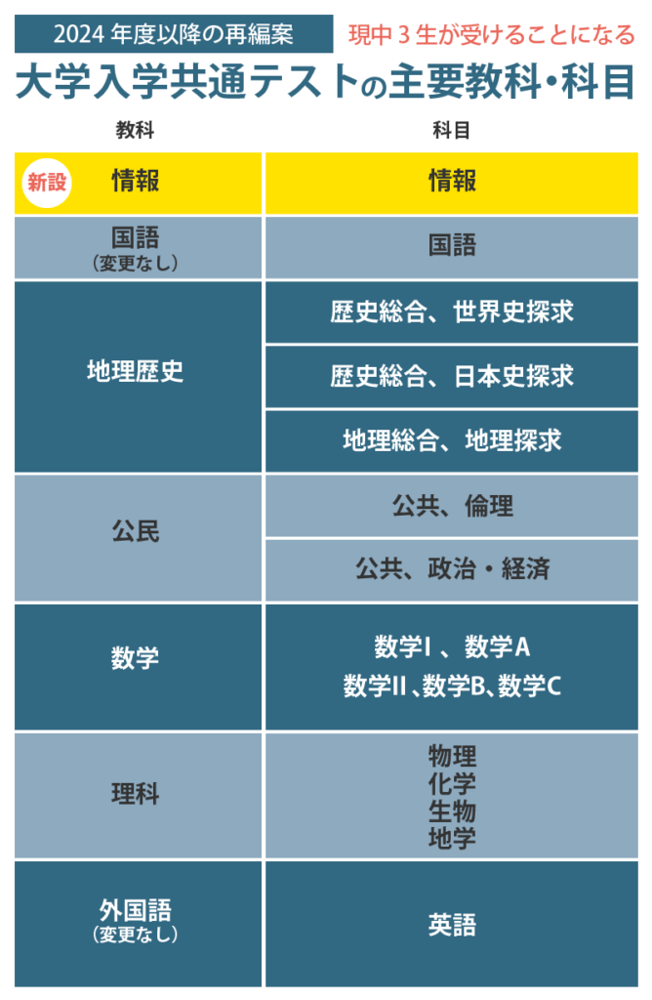 2024 年度以降の再編案
現中 3 生が受けることになる
大学入学共通テストの主要教科・科目
教科
科目
新設
情報
情報
国語
（変更なし）
国語
地理歴史
歴史総合、世界史探求
歴史総合、日本史探求
地理総合、地理探求
公民
公共、倫理
公共、政治・経済
数学
数学I 、数学A
数学II、数学B、数学C
理科
物理
化学
生物
地学
外国語
（変更なし）
英語